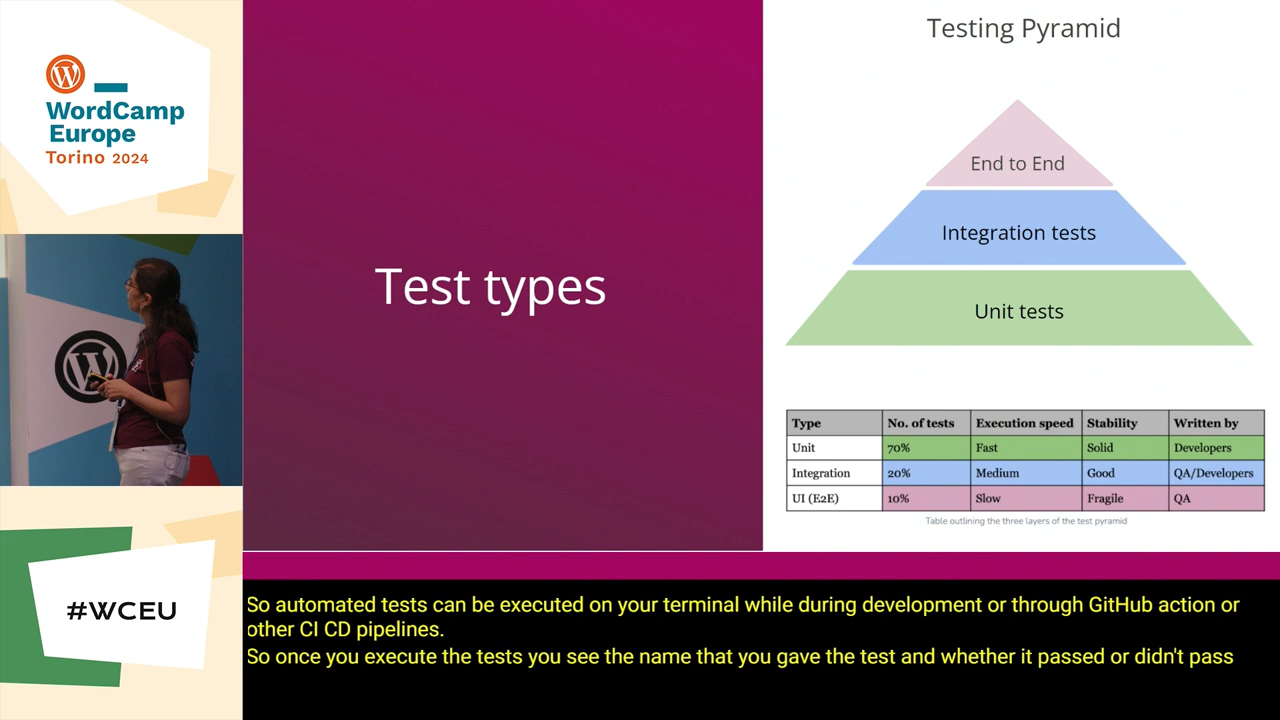 WordCamp
Europe
Torino 2024
#WCEU
Test types
Testing Pyramid
End to End
Integration tests
Unit tests
Type No. of tests Execution speed Stability Written by
Unit 70% Fast Solid Developers
Integration 20% Medium Good QA/Developers
UI (E2E) 10% Slow Fragile QA
Table outlining the three layers of the test pyramid
So automated tests can be executed on your terminal while during development or through GitHub action or
other CI CD pipelines.
So once you execute the tests you see the name that you gave the test and whether it passed or didn't pass